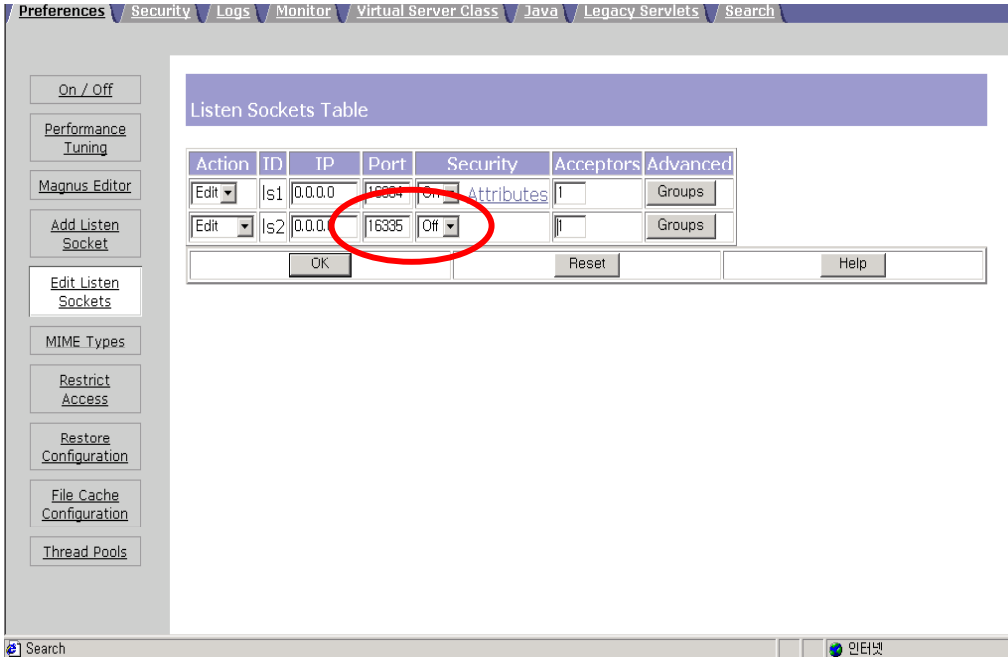 Preferences Security Logs Monitor Virtual Server Class Java Legacy Servlets Search
On / Off
Performance
Tuning
Magnus Editor
Add Listen
Socket
Edit Listen
Sockets
MIME Types
Restrict
Access
Restore
Configuration
File Cache
Configuration
Thread Pools
Listen Sockets Table
Action ID IP Port Security Acceptors Advanced
Edit ls1 0.0.0.0 On Attributes 1 Groups
Edit ls2 16335 Off 1 Groups
OK Reset Help
Search 인터넷